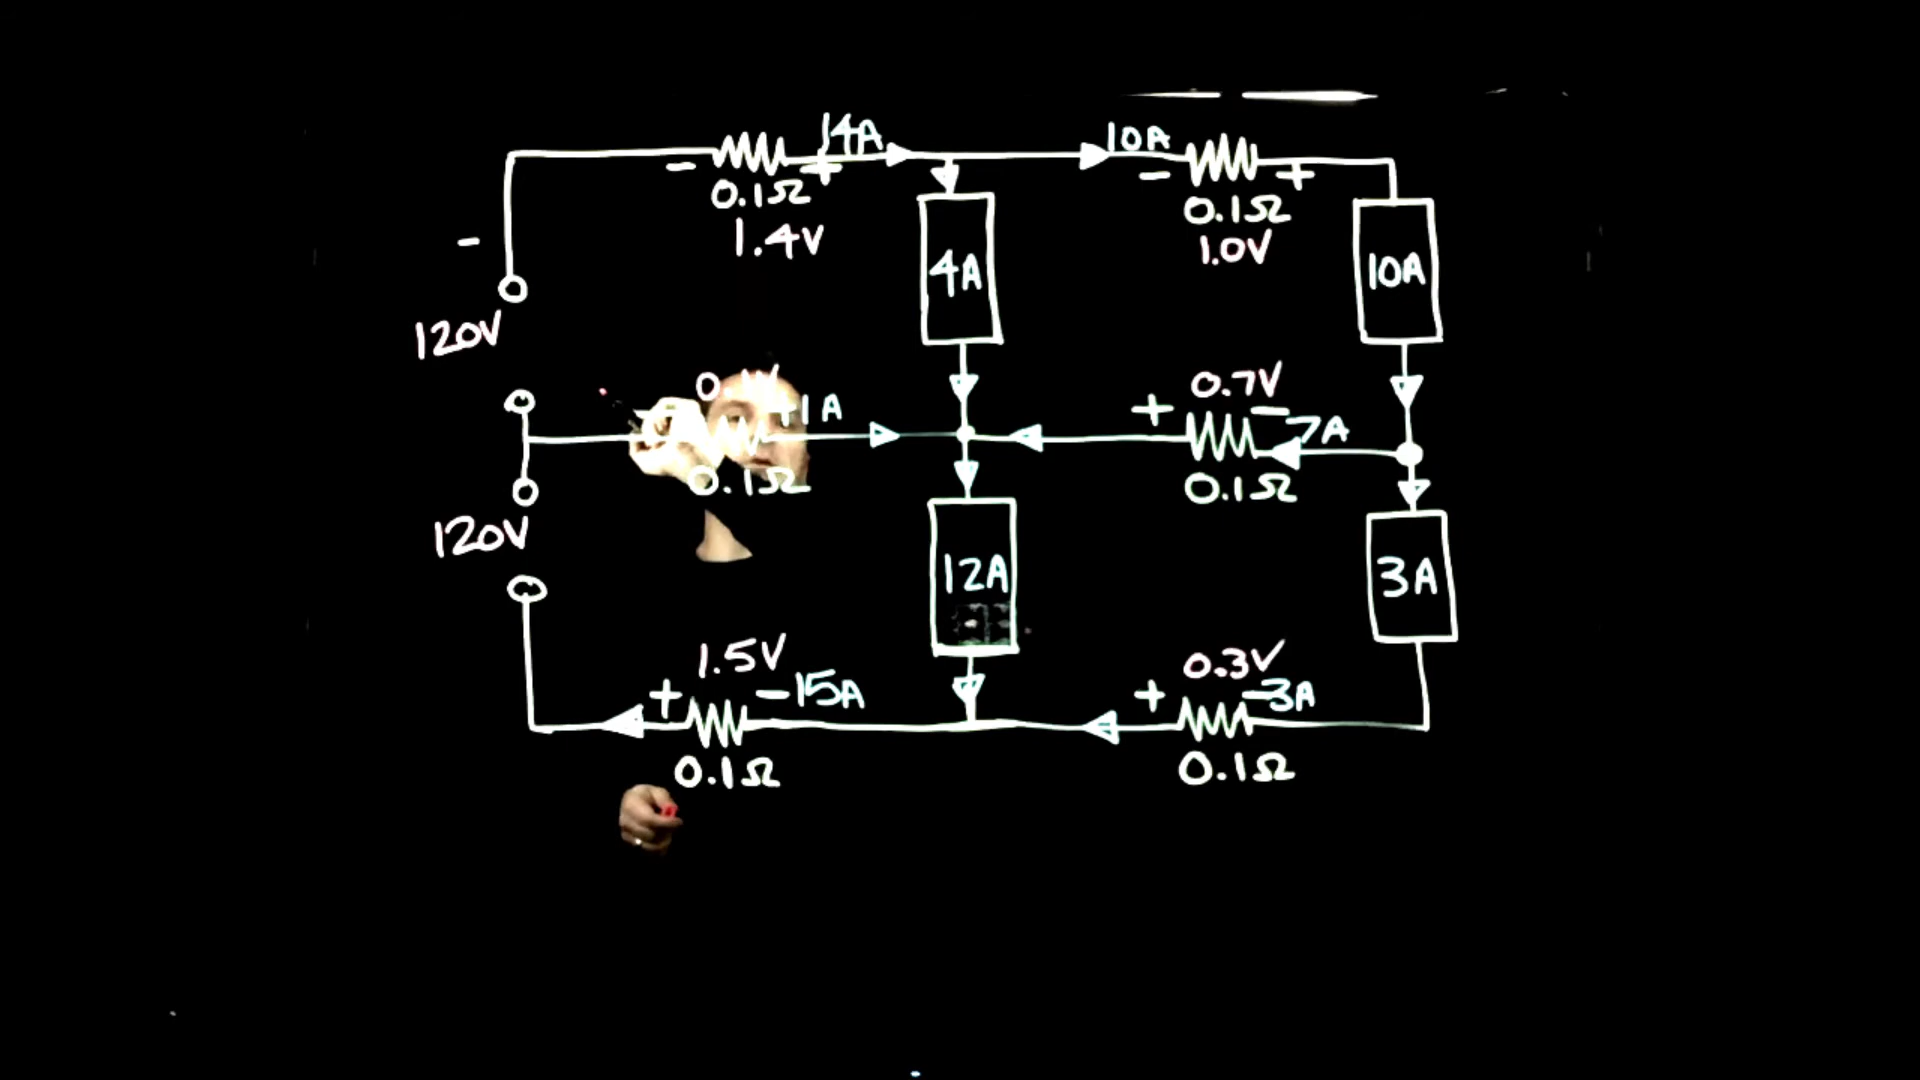 14A
10A
- +
0.1Ω
1.4V
- +
0.1Ω
1.0V
-
4A
10A
120V
+1A
0.7V
+ -
7A
0.1Ω
0.1Ω
120V
12A
3A
1.5V
+ -
15A
0.3V
+ -
3A
0.1Ω
0.1Ω